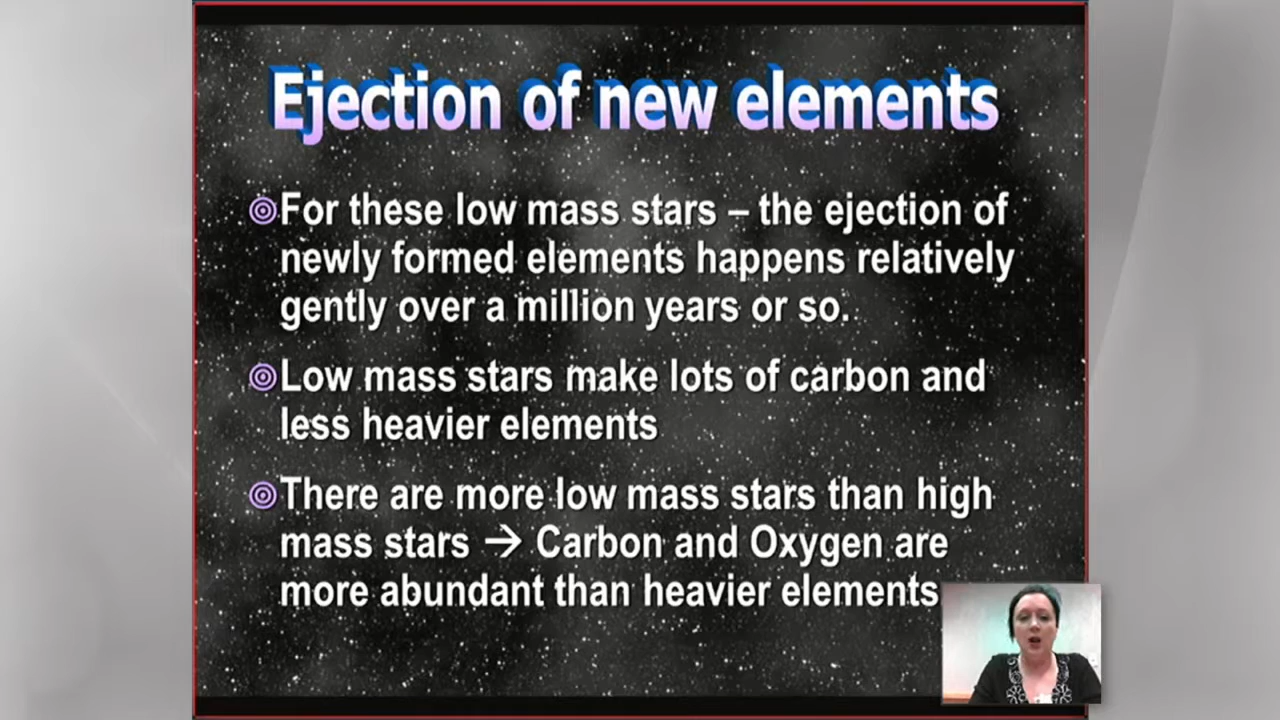 Ejection of new elements
For these low mass stars – the ejection of
newly formed elements happens relatively
gently over a million years or so.
Low mass stars make lots of carbon and
less heavier elements
There are more low mass stars than high
mass stars → Carbon and Oxygen are
more abundant than heavier elements